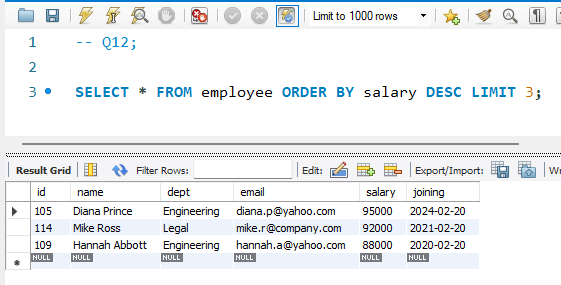 Limit to 1000 rows
1 -- Q12;
2
3 SELECT * FROM employee ORDER BY salary DESC LIMIT 3;
Result Grid Filter Rows: Edit: Export/Import: Wr
id name dept email salary joining
105 Diana Prince Engineering diana.p@yahoo.com 95000 2024-02-20
114 Mike Ross Legal mike.r@company.com 92000 2021-02-20
109 Hannah Abbott Engineering hannah.a@yahoo.com 88000 2020-02-20
NULL NULL NULL NULL NULL NULL